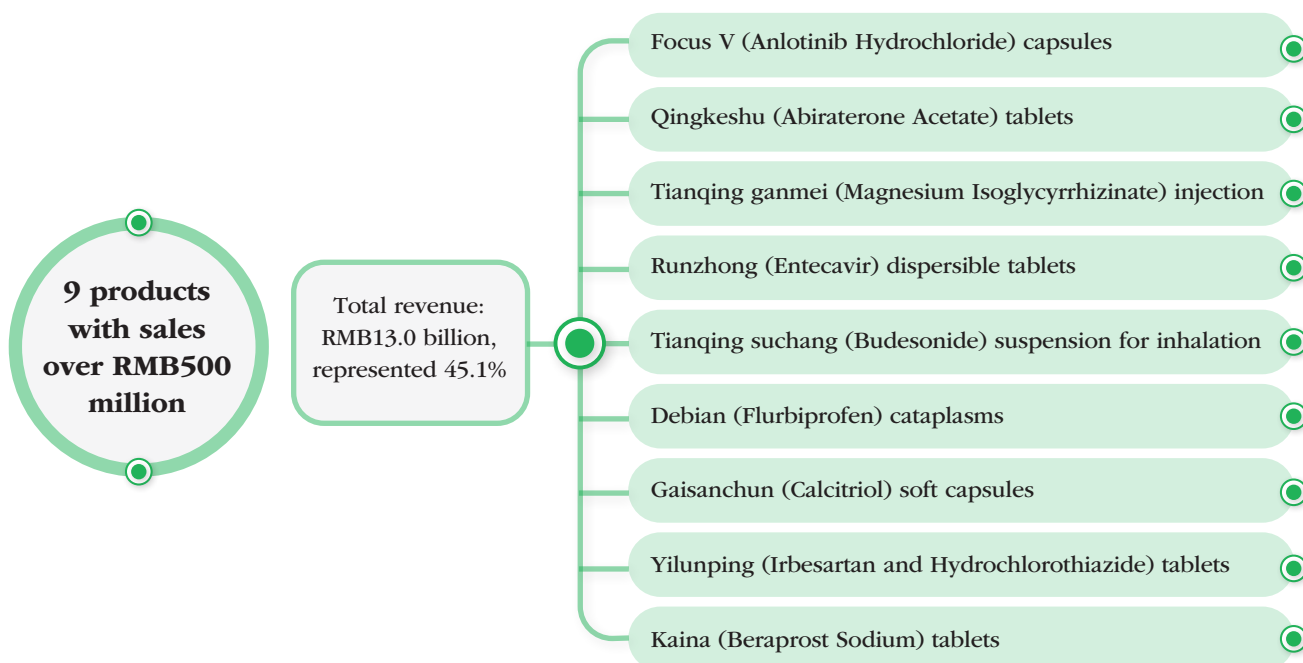 9 products
with sales
over RMB500
million
Total revenue:
RMB13.0 billion,
represented 45.1%
Focus V (Anlotinib Hydrochloride) capsules
Qingkeshu (Abiraterone Acetate) tablets
Tianqing ganmei (Magnesium Isoglycyrrhizinate) injection
Runzhong (Entecavir) dispersible tablets
Tianqing suchang (Budesonide) suspension for inhalation
Debian (Flurbiprofen) cataplasms
Gaisanchun (Calcitriol) soft capsules
Yilunping (Irbesartan and Hydrochlorothiazide) tablets
Kaina (Beraprost Sodium) tablets